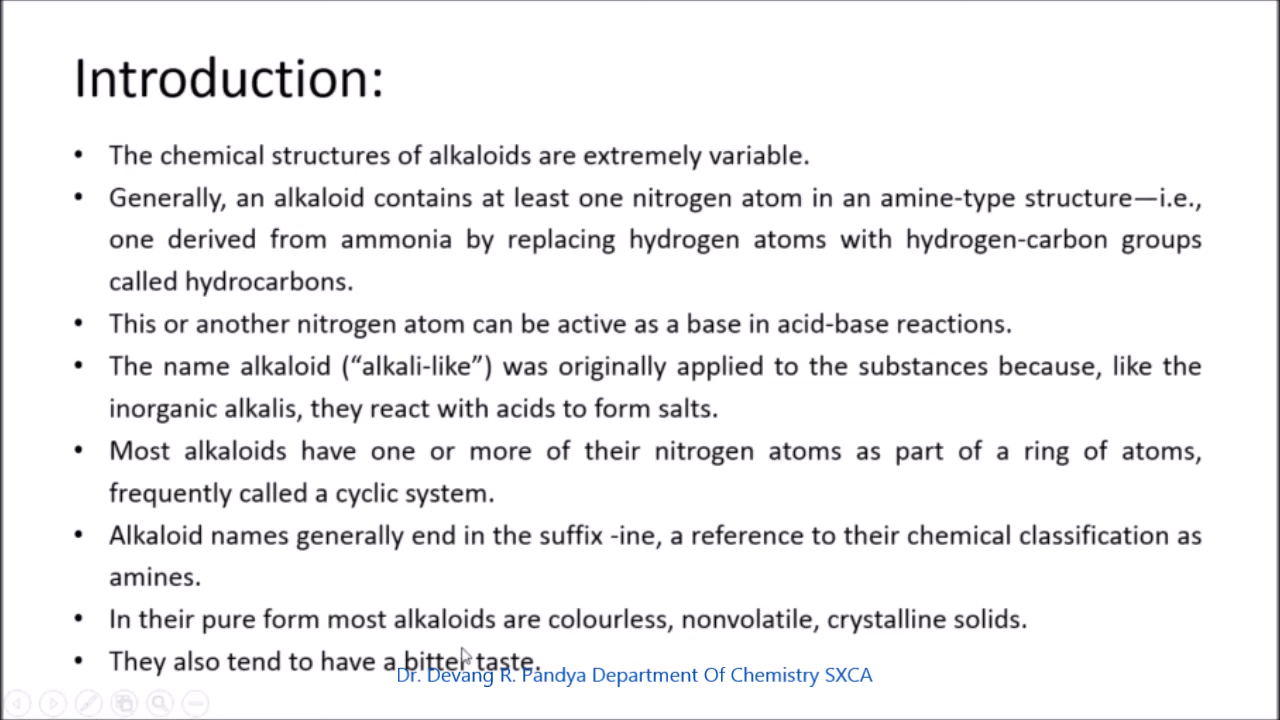 Introduction:
• The chemical structures of alkaloids are extremely variable.
• Generally, an alkaloid contains at least one nitrogen atom in an amine-type structure—i.e.,
one derived from ammonia by replacing hydrogen atoms with hydrogen-carbon groups
called hydrocarbons.
• This or another nitrogen atom can be active as a base in acid-base reactions.
• The name alkaloid (“alkali-like”) was originally applied to the substances because, like the
inorganic alkalis, they react with acids to form salts.
• Most alkaloids have one or more of their nitrogen atoms as part of a ring of atoms,
frequently called a cyclic system.
• Alkaloid names generally end in the suffix -ine, a reference to their chemical classification as
amines.
• In their pure form most alkaloids are colourless, nonvolatile, crystalline solids.
• They also tend to have a bitter taste.
Dr. Devang R. Pandya Department Of Chemistry SXCA